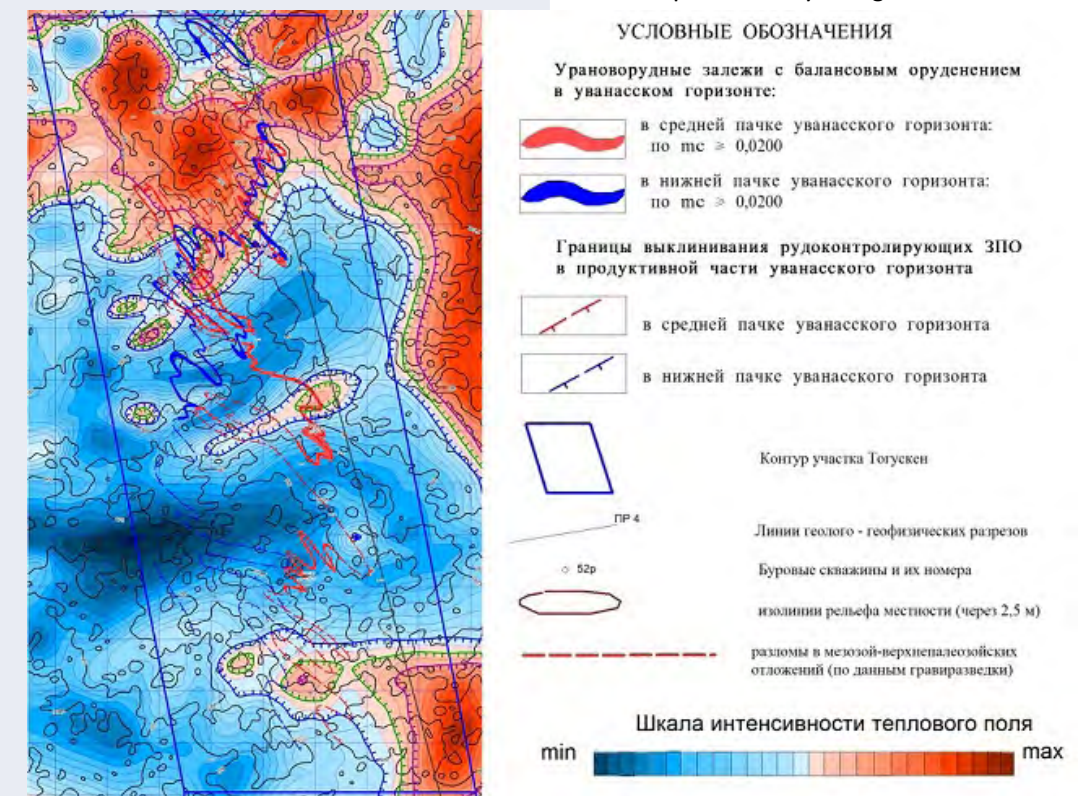 УСЛОВНЫЕ ОБОЗНАЧЕНИЯ
Урановорудные залежи с балансовым оруденением
в уванасском горизонте:
в средней пачке уванасского горизонта:
по mc ≥ 0,0200
в нижней пачке уванасского горизонта:
по mc ≥ 0,0200
Границы выклинивания рудоконтролирующих ЗПО
в продуктивной части уванасского горизонта
в средней пачке уванасского горизонта
в нижней пачке уванасского горизонта
Контур участка Тогускен
ПР 4
Линии геолого - геофизических разрезов
52р
Буровые скважины и их номера
изолинии рельефа местности (через 2,5 м)
разломы в мезозой-верхнепалеозойских
отложений (по данным гравиразведки)
Шкала интенсивности теплового поля
min
max